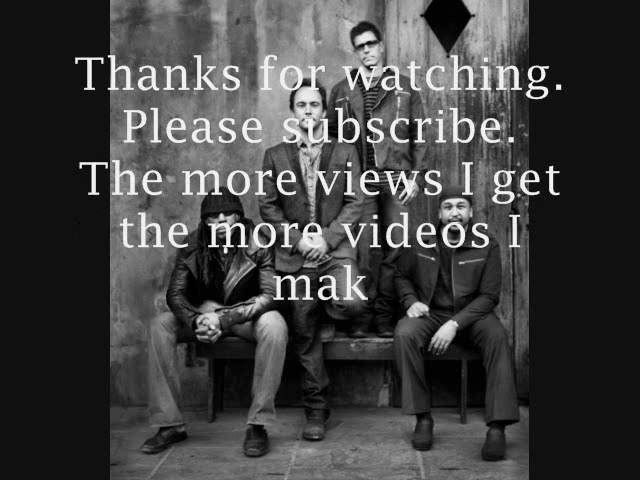 Thanks for watching.
Please subscribe.
The more views I get
the more videos I
mak